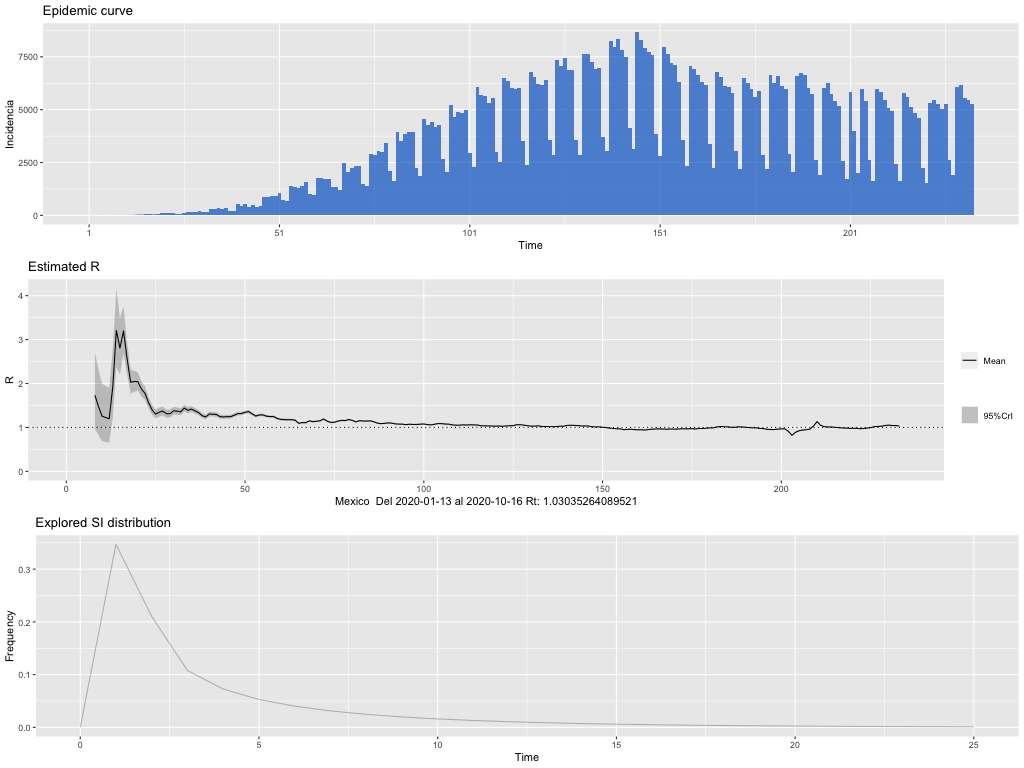 Epidemic curve
Incidencia
7500
5000
2500
0
1 51 101 151 201
Time
Estimated R
R
4
3
2
1
0
0 50 100 150 200
Mean
95%CrI
Mexico Del 2020-01-13 al 2020-10-16 Rt: 1.03035264089521
Explored SI distribution
Frequency
0.3
0.2
0.1
0.0
0 5 10 15 20 25
Time